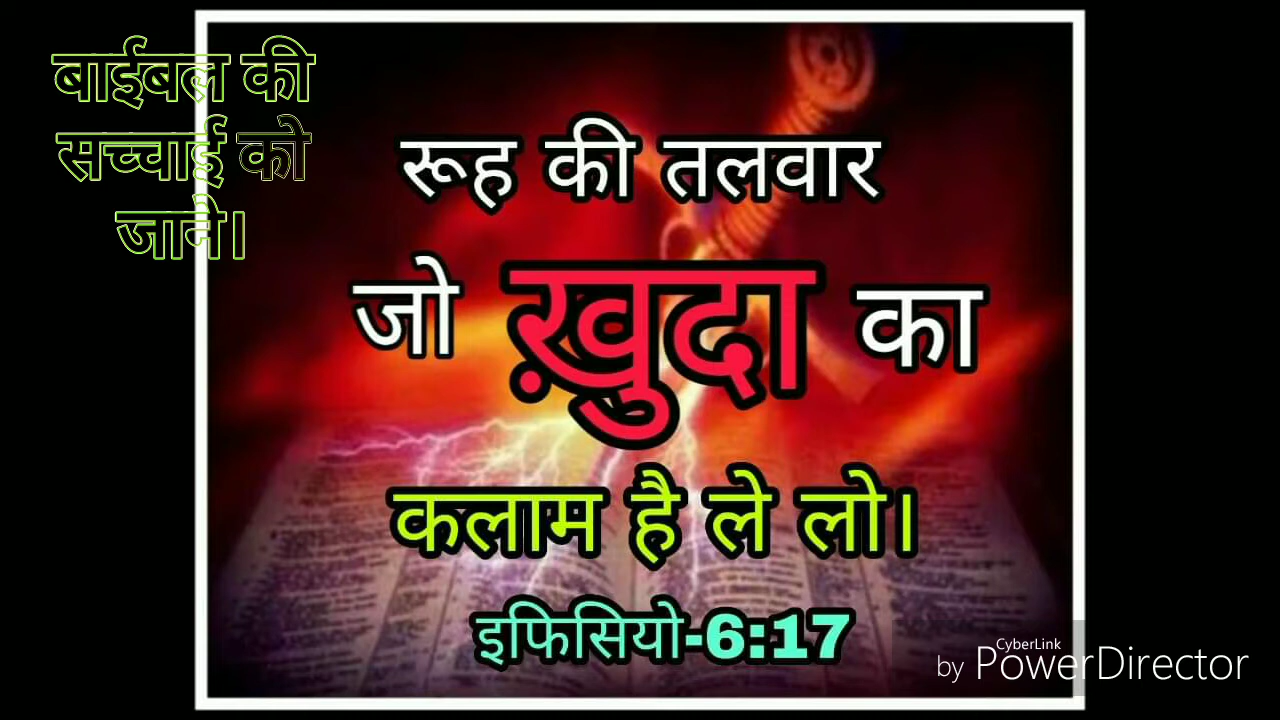 बाईबल की
सच्चाई को
जाने।
रूह की तलवार
जो ख़ुदा का
कलाम है ले लो।
इफिसियो-6:17
CyberLink
by PowerDirector